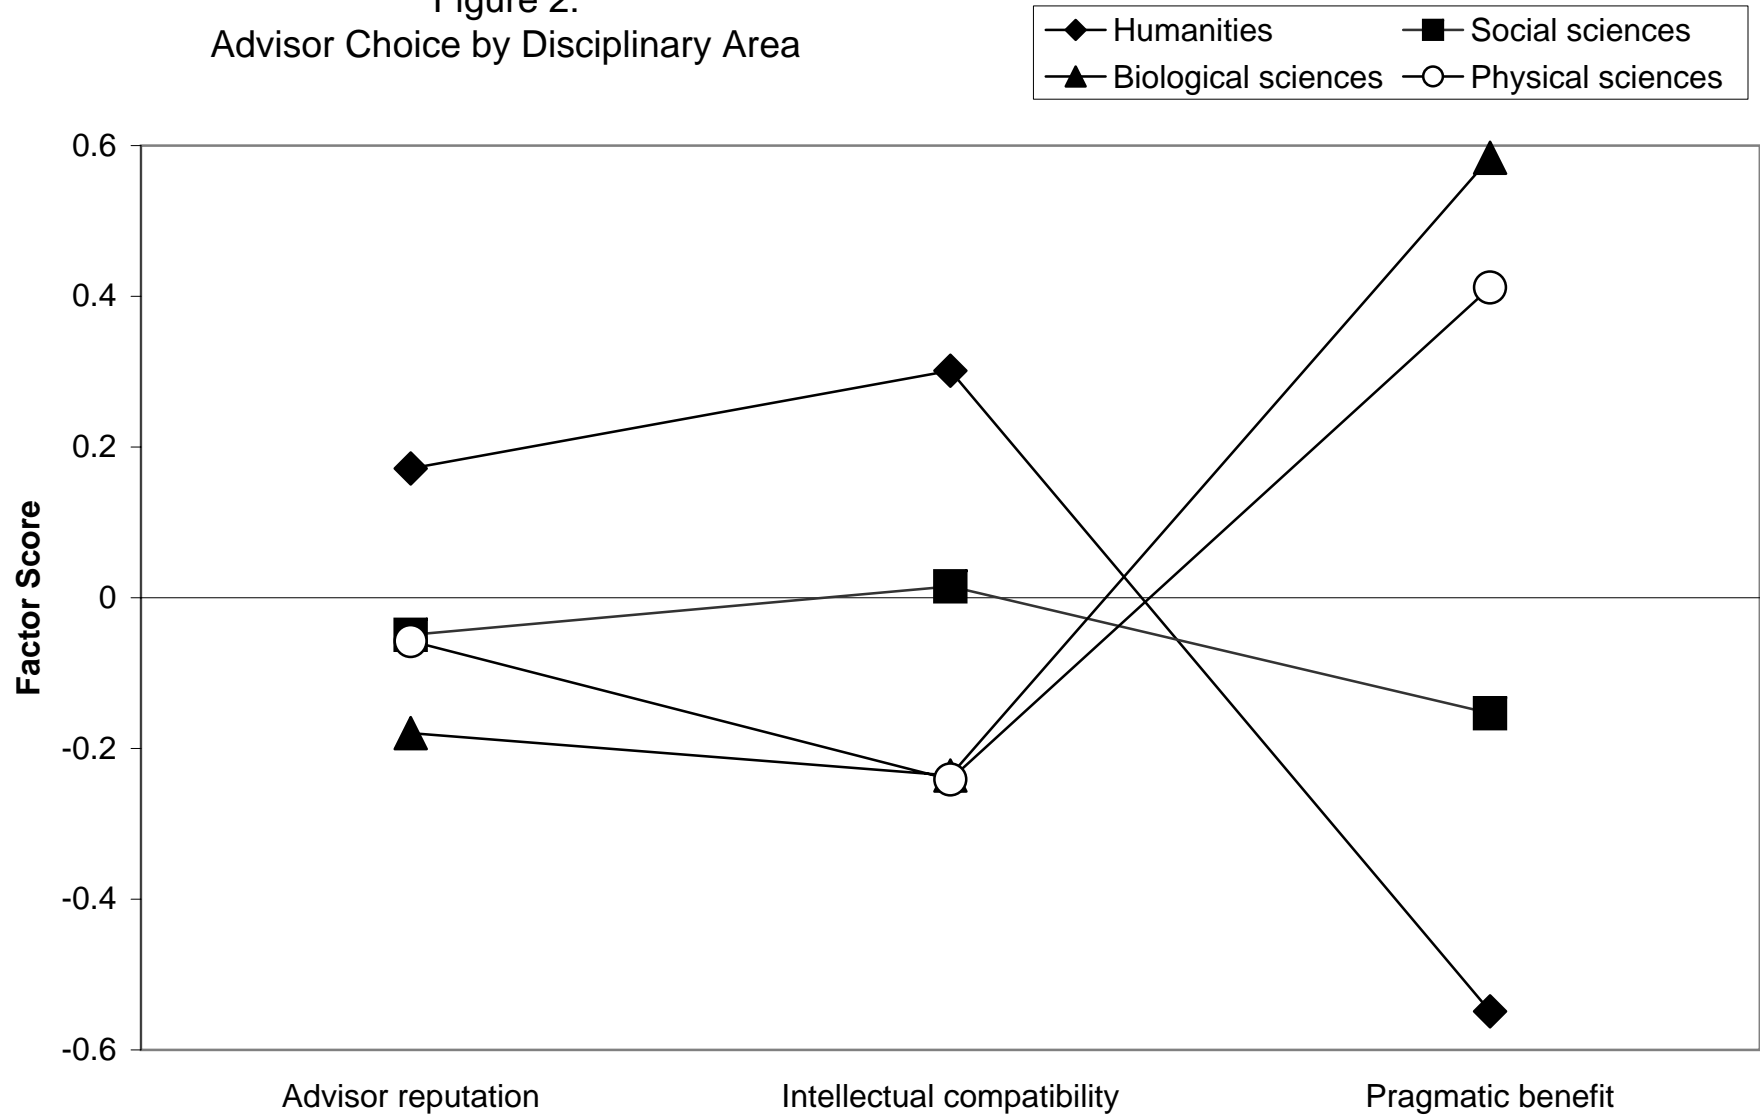 Figure 2.
Advisor Choice by Disciplinary Area
Humanities
Social sciences
Biological sciences
Physical sciences
0.6
0.4
0.2
0
-0.2
-0.4
-0.6
Factor Score
Advisor reputation
Intellectual compatibility
Pragmatic benefit